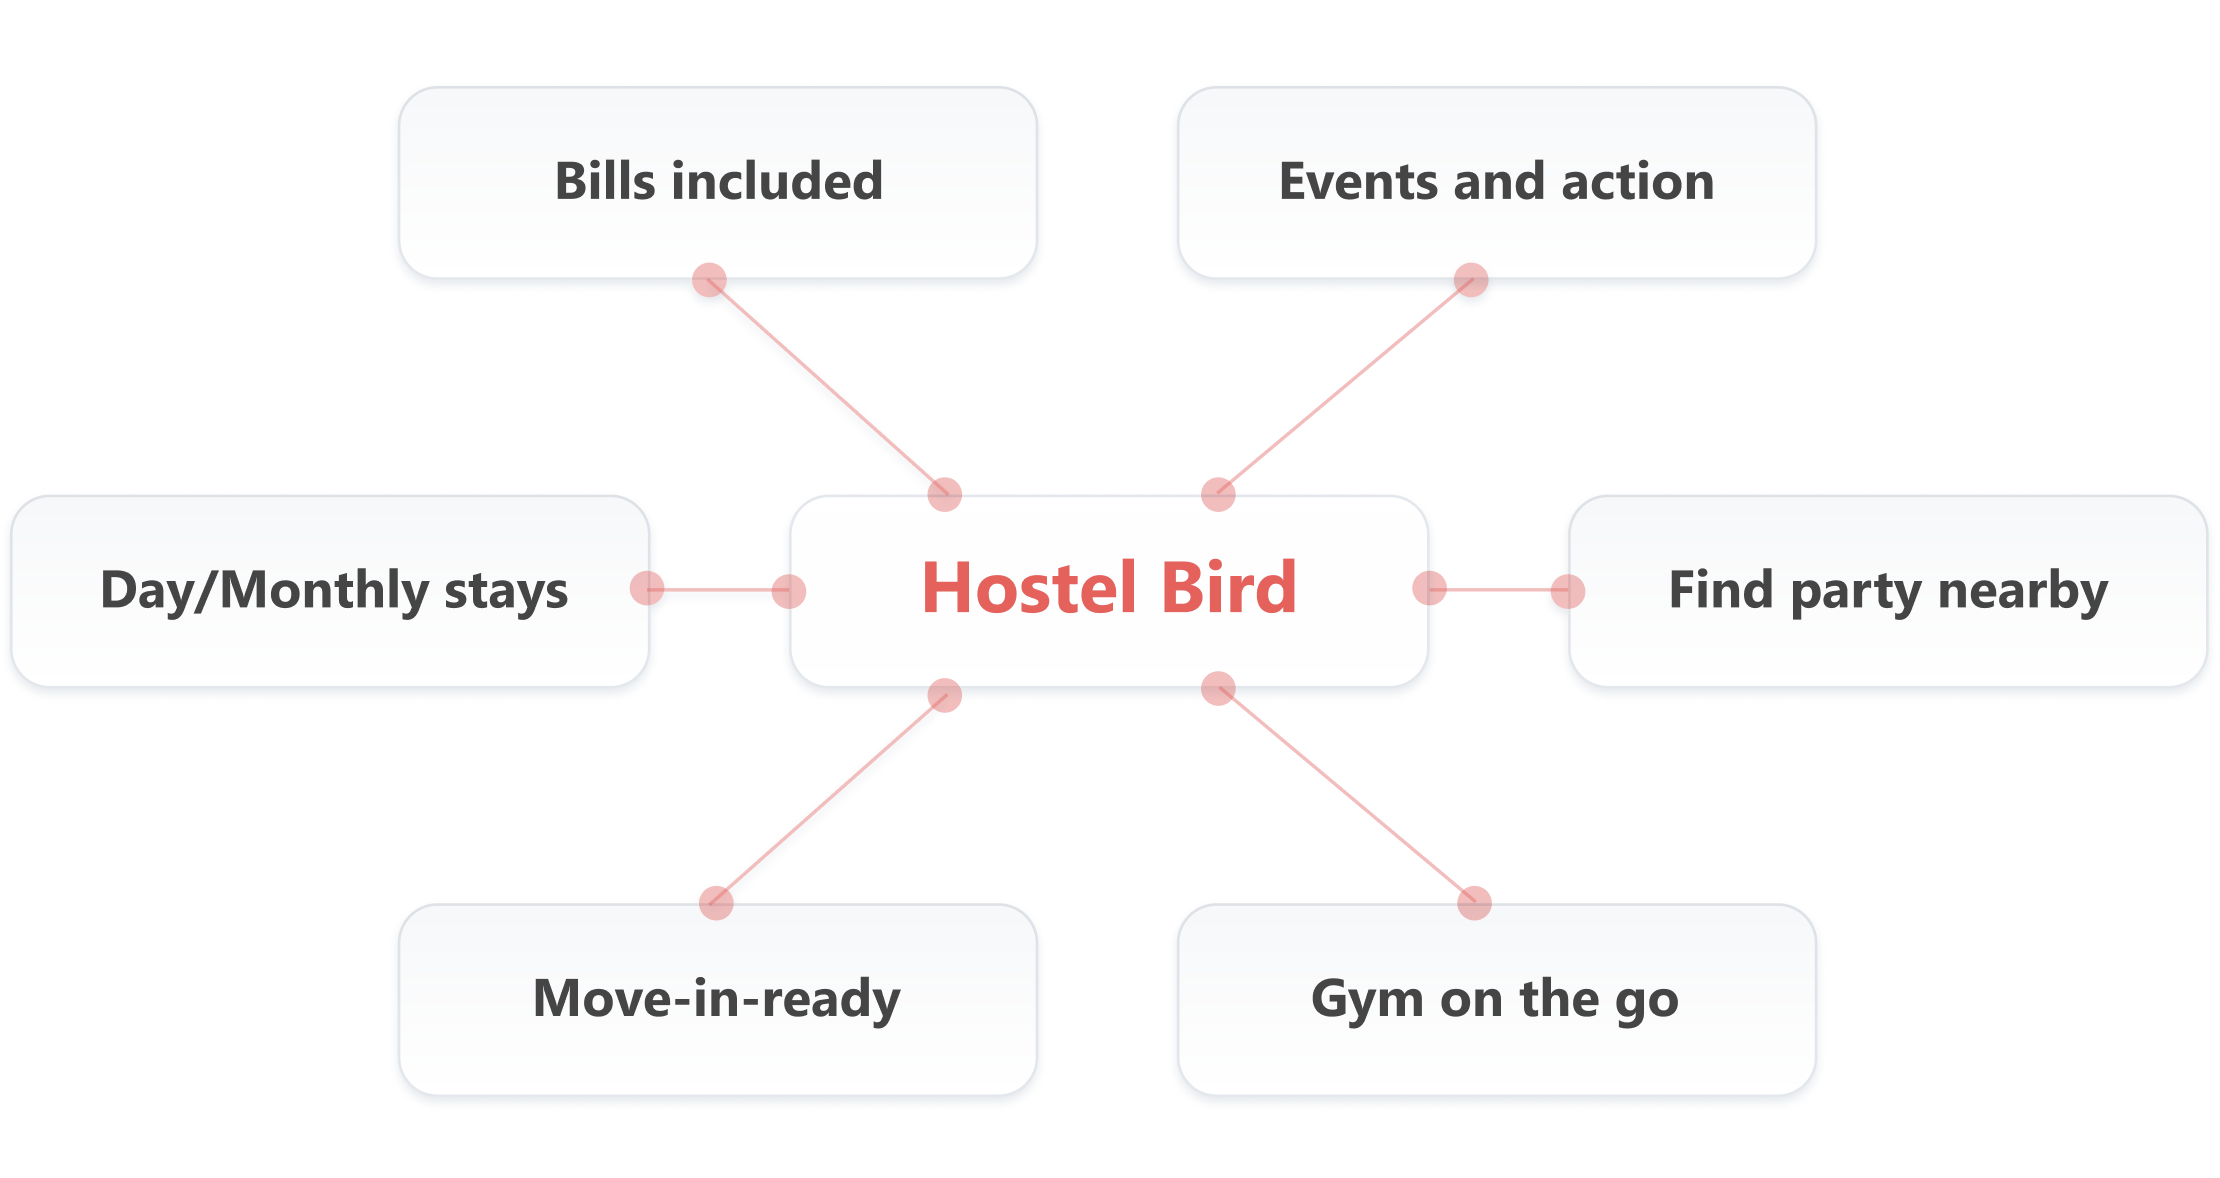 Bills included
Events and action
Day/Monthly stays
Hostel Bird
Find party nearby
Move-in-ready
Gym on the go